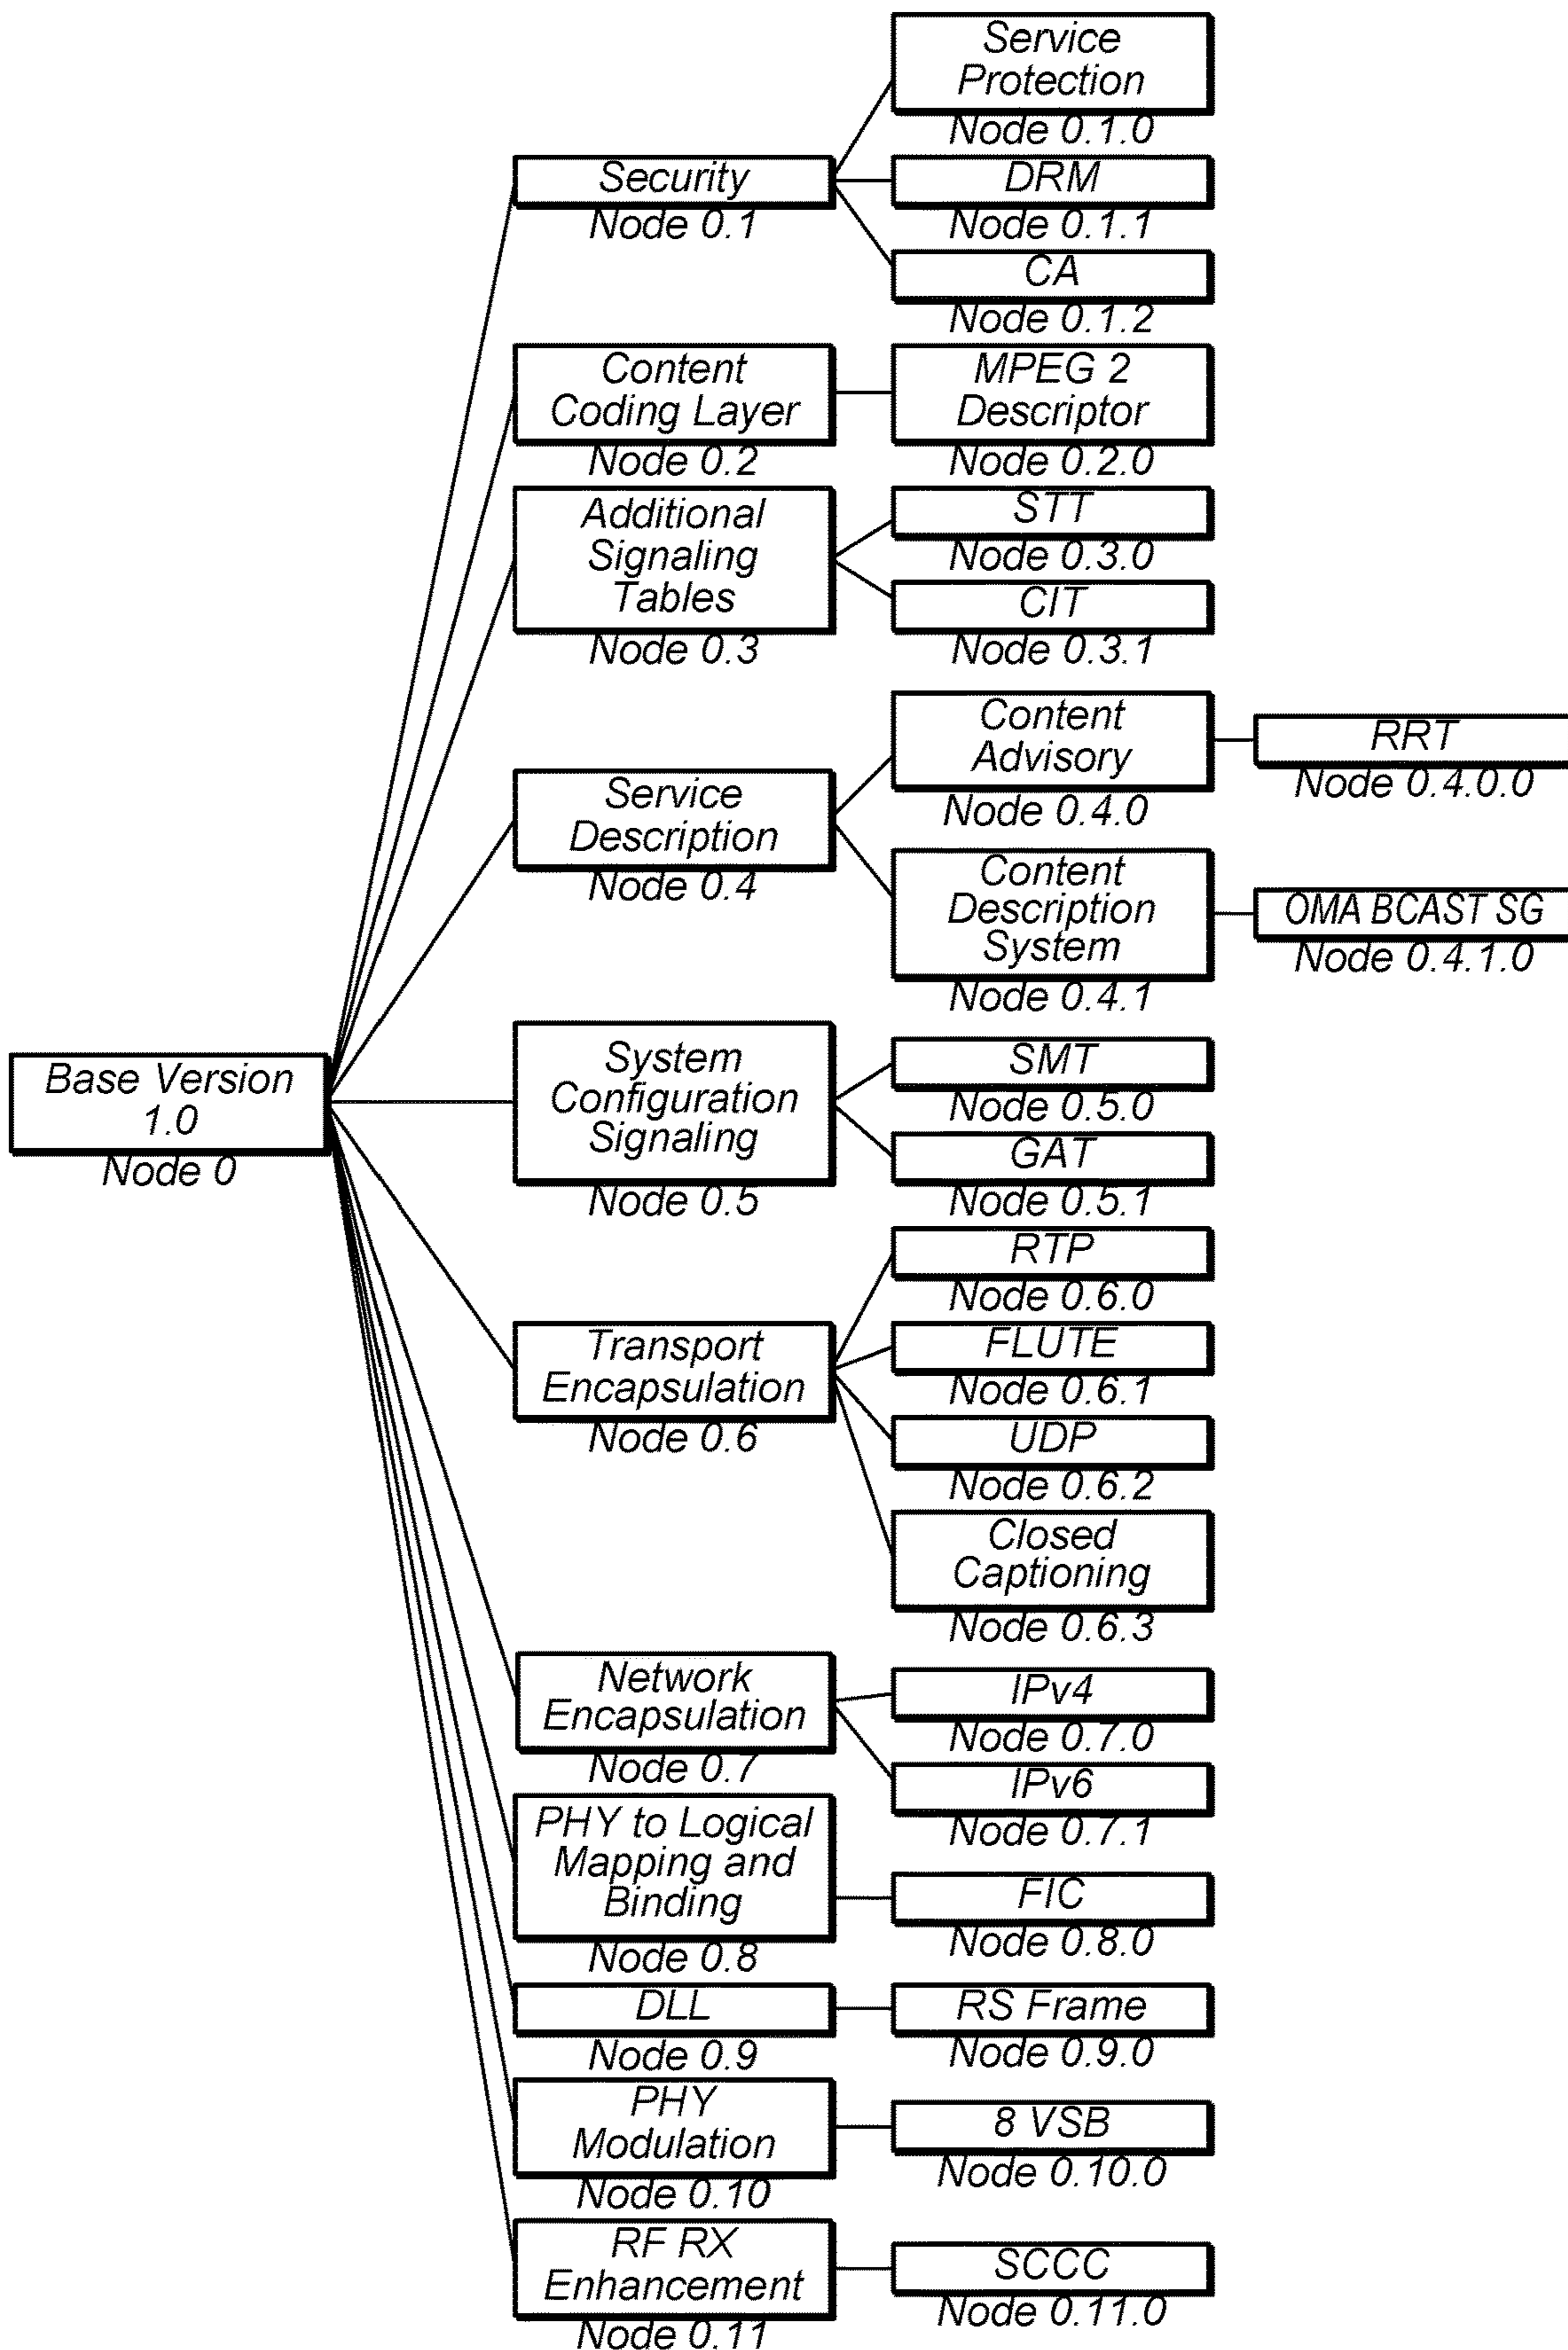 Service
Protection
Node 0.1.0
Security
Node 0.1
DRM
Node 0.1.1
CA
Node 0.1.2
Content
Coding Layer
Node 0.2
MPEG 2
Descriptor
Node 0.2.0
Additional
Signaling
Tables
Node 0.3
STT
Node 0.3.0
CIT
Node 0.3.1
Service
Description
Node 0.4
Content
Advisory
Node 0.4.0
RRT
Node 0.4.0.0
Content
Description
System
Node 0.4.1
OMA BCAST SG
Node 0.4.1.0
Base Version
1.0
Node 0
System
Configuration
Signaling
Node 0.5
SMT
Node 0.5.0
GAT
Node 0.5.1
Transport
Encapsulation
Node 0.6
RTP
Node 0.6.0
FLUTE
Node 0.6.1
UDP
Node 0.6.2
Closed
Captioning
Node 0.6.3
Network
Encapsulation
Node 0.7
IPv4
Node 0.7.0
IPv6
Node 0.7.1
PHY to Logical
Mapping and
Binding
Node 0.8
FIC
Node 0.8.0
DLL
Node 0.9
RS Frame
Node 0.9.0
PHY
Modulation
Node 0.10
8 VSB
Node 0.10.0
RF RX
Enhancement
Node 0.11
SCCC
Node 0.11.0